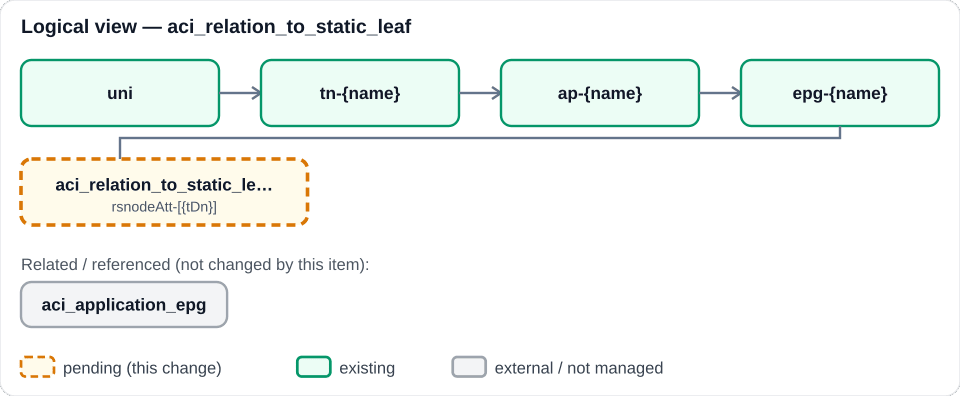 Logical view — aci_relation_to_static_leaf
uni
tn-{name}
ap-{name}
epg-{name}
aci_relation_to_static_le…
rsnodeAtt-[{tDn}]
Related / referenced (not changed by this item):
aci_application_epg
pending (this change)
existing
external / not managed